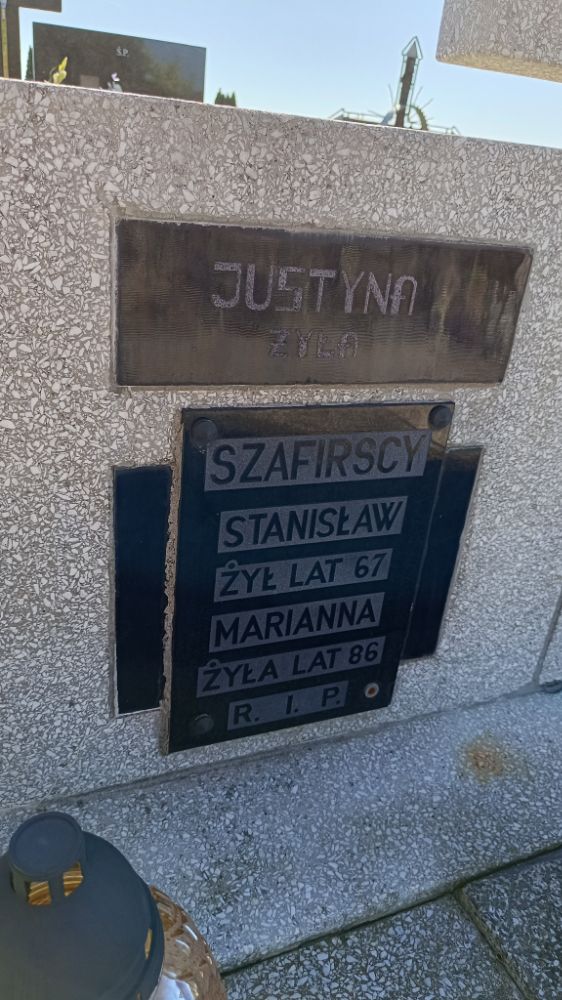 Ś.P.
JUSTYNA
ŻYŁA
SZAFIRSCY
STANISŁAW
ŻYŁ LAT 67
MARIANNA
ŻYŁA LAT 86
R. I. P.